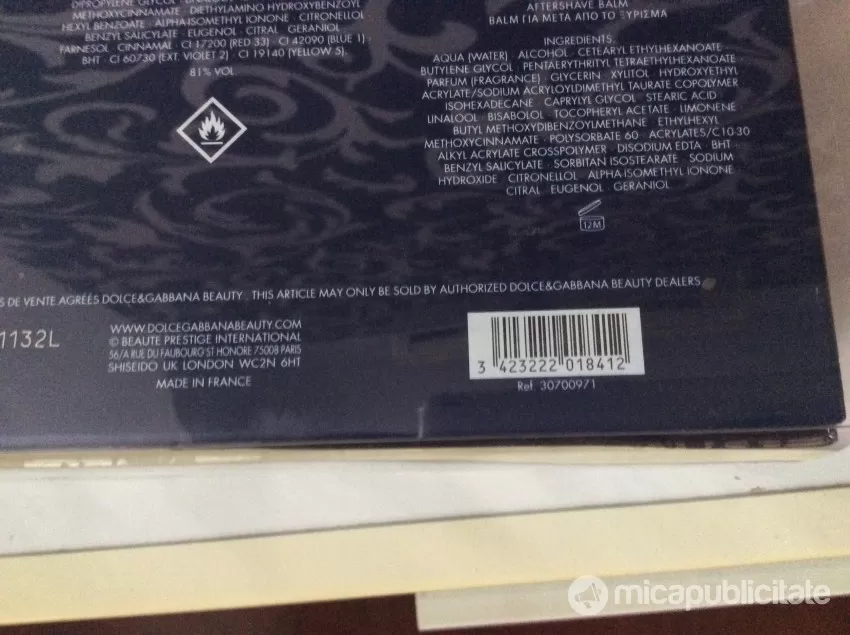 DIPROPYLENE GLYCOL
METHOXYCINNAMATE · DIETHYLAMINO HYDROXYBENZOYL
HEXYL BENZOATE · ALPHA-ISOMETHYL IONONE · CITRONELLOL ·
BENZYL SALICYLATE · EUGENOL · CITRAL · GERANIOL ·
FARNESOL · CINNAMAL · CI 17200 (RED 33) · CI 42090 (BLUE 1) ·
BHT · CI 60730 (EXT. VIOLET 2) · CI 19140 (YELLOW 5).
81% VOL
AFTERSHAVE BALM
BALM ΓΙΑ ΜΕΤΑ ΑΠΟ ΤΟ ΞΥΡΙΣΜΑ
INGREDIENTS:
AQUA (WATER) · ALCOHOL · CETEARYL ETHYLHEXANOATE ·
BUTYLENE GLYCOL · PENTAERYTHRITYL TETRAETHYLHEXANOATE ·
PARFUM (FRAGRANCE) · GLYCERIN · XYLITOL · HYDROXYETHYL
ACRYLATE/SODIUM ACRYLOYLDIMETHYL TAURATE COPOLYMER ·
ISOHEXADECANE · CAPRYLYL GLYCOL · STEARIC ACID ·
LINALOOL · BISABOLOL · TOCOPHERYL ACETATE · LIMONENE ·
BUTYL METHOXYDIBENZOYLMETHANE · ETHYLHEXYL
METHOXYCINNAMATE · POLYSORBATE 60 · ACRYLATES/C10-30
ALKYL ACRYLATE CROSSPOLYMER · DISODIUM EDTA · BHT ·
BENZYL SALICYLATE · SORBITAN ISOSTEARATE · SODIUM
HYDROXIDE · CITRONELLOL · ALPHA-ISOMETHYL IONONE ·
CITRAL · EUGENOL · GERANIOL
12M
S DE VENTE AGRÉÉS DOLCE&GABBANA BEAUTY . THIS ARTICLE MAY ONLY BE SOLD BY AUTHORIZED DOLCE&GABBANA BEAUTY DEALERS.
1132L
WWW.DOLCEGABBANABEAUTY.COM
© BEAUTE PRESTIGE INTERNATIONAL
56/A RUE DU FAUBOURG ST HONORE 75008 PARIS
SHISEIDO UK LONDON WC2N 6HT
MADE IN FRANCE
3 423222 018412
Ref. 30700971
micapublicitate